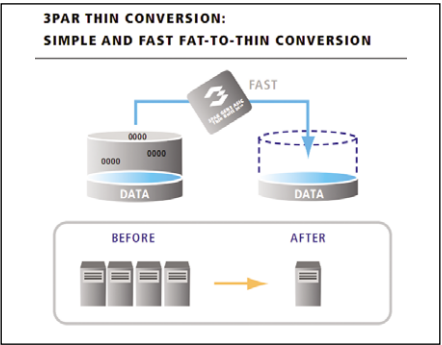 3PAR THIN CONVERSION:
SIMPLE AND FAST FAT-TO-THIN CONVERSION
FAST
0000
0000
0000
DATA
DATA
BEFORE
AFTER